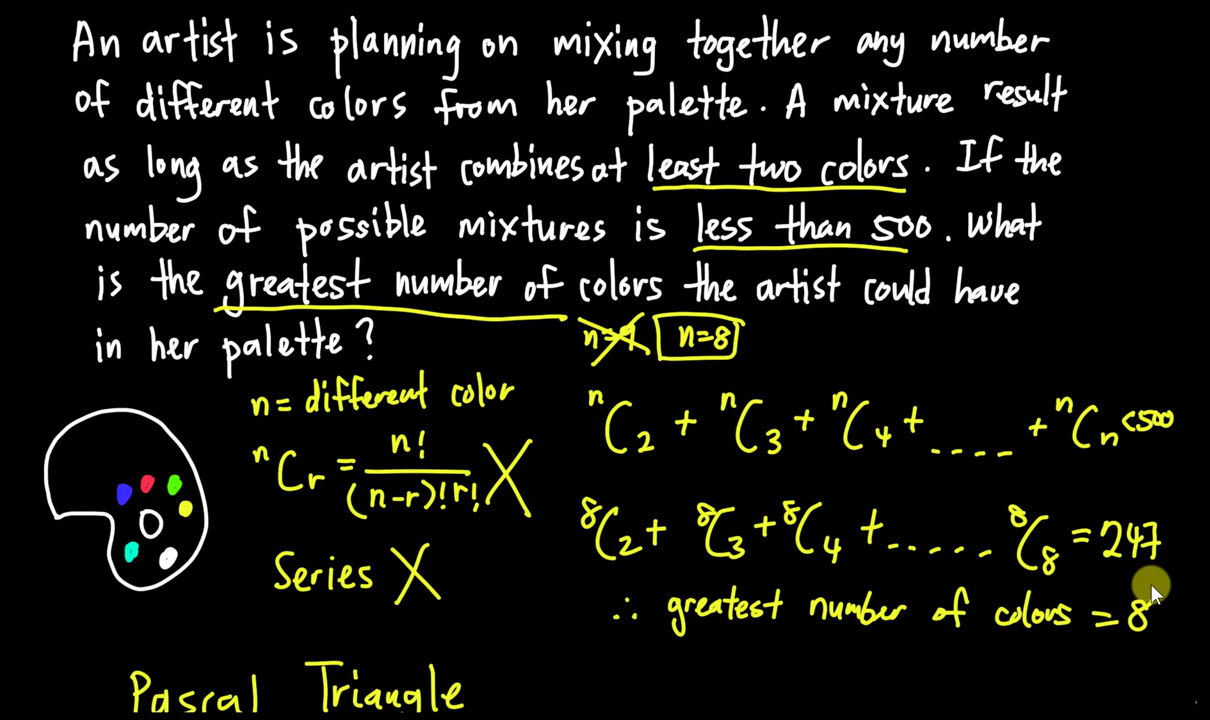 An artist is planning on mixing together any number
of different colors from her palette. A mixture result
as long as the artist combines at least two colors. If the
number of possible mixtures is less than 500. What
is the greatest number of colors the artist could have
in her palette?
n=9 n=8
n= different color
ⁿC₂ + ⁿC₃ + ⁿC₄ + .... + ⁿCₙ <500
ⁿCr = n!/(n-r)!r! X
⁸C₂ + ⁸C₃ + ⁸C₄ + ..... ⁸C₈ = 247
Series X
∴ greatest number of colors = 8
Pascal Triangle